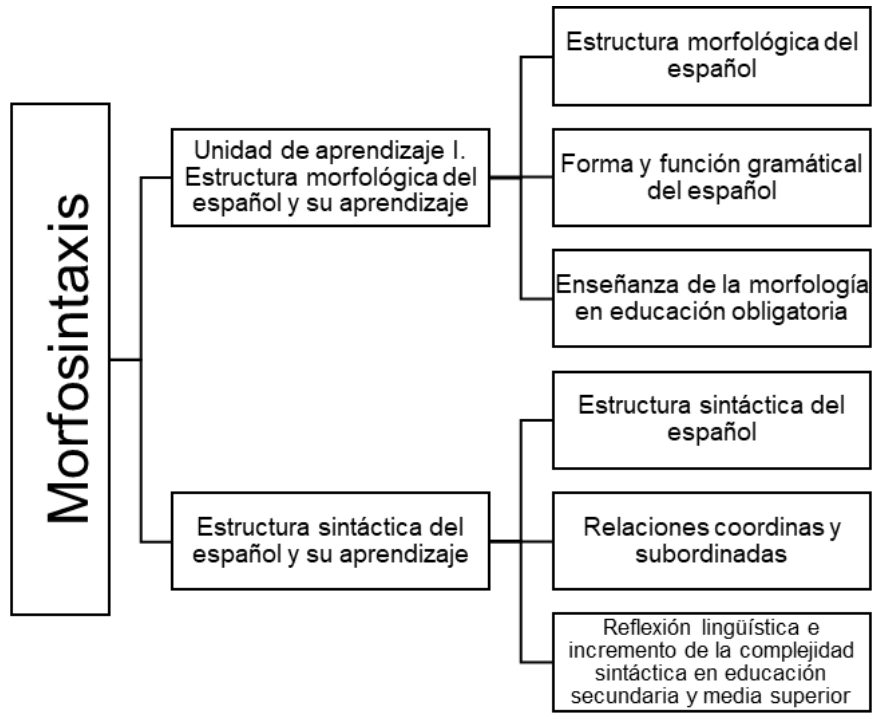 Morfosintaxis
Unidad de aprendizaje I.
Estructura morfológica del
español y su aprendizaje
Estructura morfológica del
español
Forma y función gramátical
del español
Enseñanza de la morfología
en educación obligatoria
Estructura sintáctica del
español y su aprendizaje
Estructura sintáctica del
español
Relaciones coordinas y
subordinadas
Reflexión lingüística e
incremento de la complejidad
sintáctica en educación
secundaria y media superior